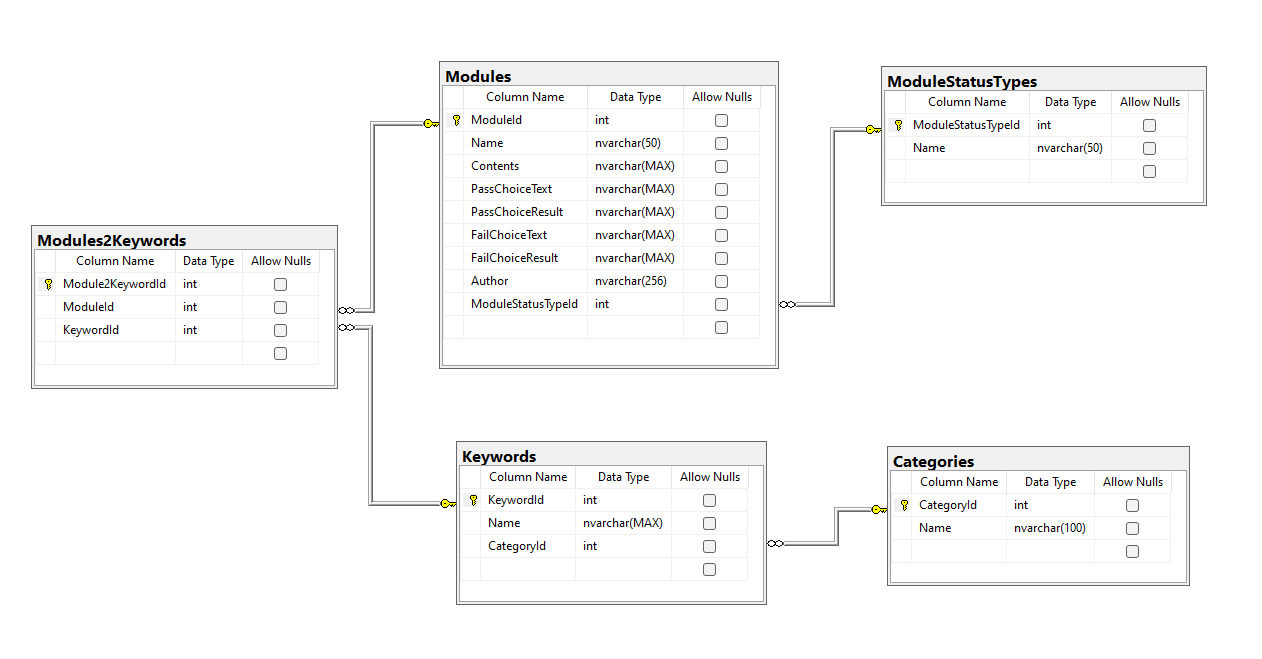 Modules
Column Name Data Type Allow Nulls
ModuleId int
Name nvarchar(50)
Contents nvarchar(MAX)
PassChoiceText nvarchar(MAX)
PassChoiceResult nvarchar(MAX)
FailChoiceText nvarchar(MAX)
FailChoiceResult nvarchar(MAX)
Author nvarchar(256)
ModuleStatusTypeId int
ModuleStatusTypes
Column Name Data Type Allow Nulls
ModuleStatusTypeId int
Name nvarchar(50)
Modules2Keywords
Column Name Data Type Allow Nulls
Module2KeywordId int
ModuleId int
KeywordId int
Keywords
Column Name Data Type Allow Nulls
KeywordId int
Name nvarchar(MAX)
CategoryId int
Categories
Column Name Data Type Allow Nulls
CategoryId int
Name nvarchar(100)